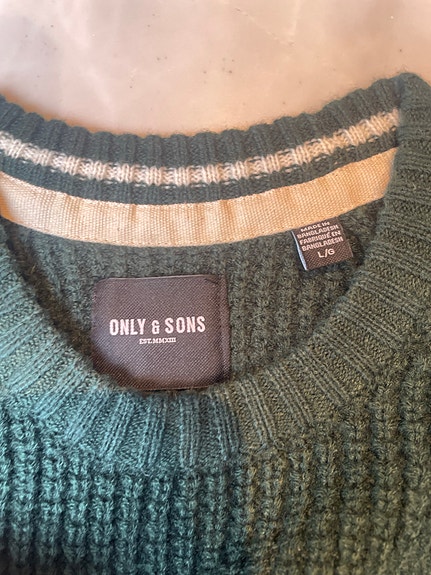 MADE IN
BANGLADESH
FABRIQUÉ EN
BANGLADESH
L/G
ONLY & SONS
EST. MMXIII